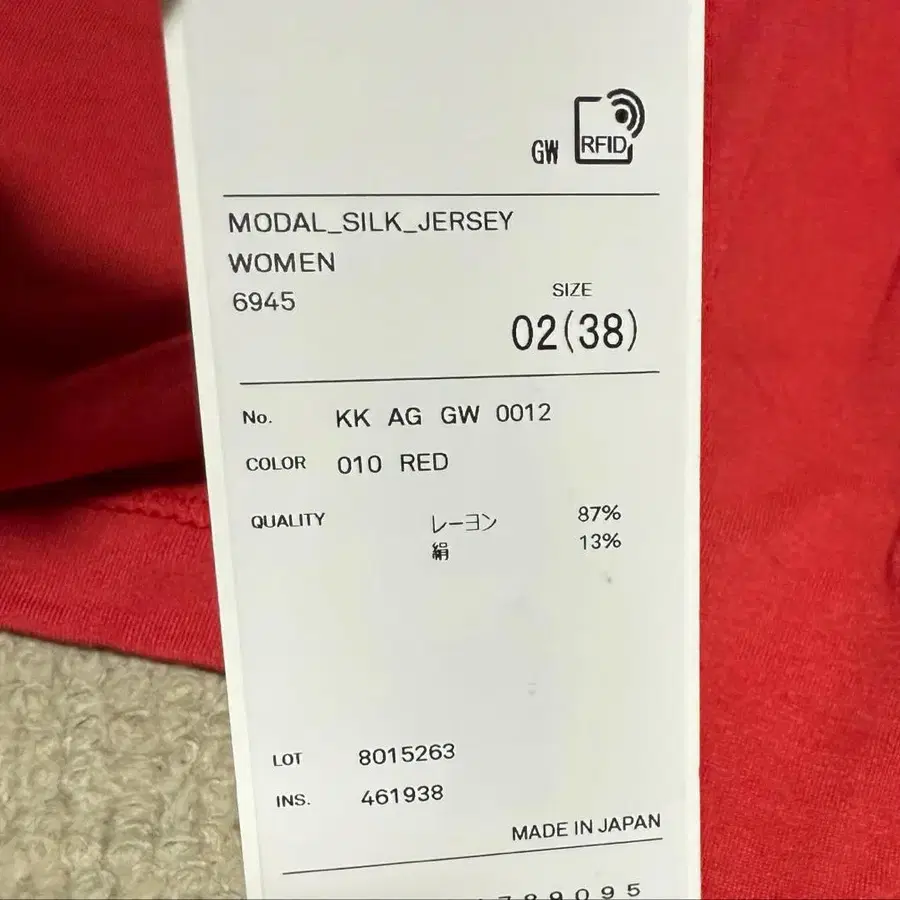 GW RFID
MODAL_SILK_JERSEY
WOMEN
6945
SIZE
02(38)
No. KK AG GW 0012
COLOR 010 RED
QUALITY レーヨン 87%
絹 13%
LOT 8015263
INS. 461938
MADE IN JAPAN
789095